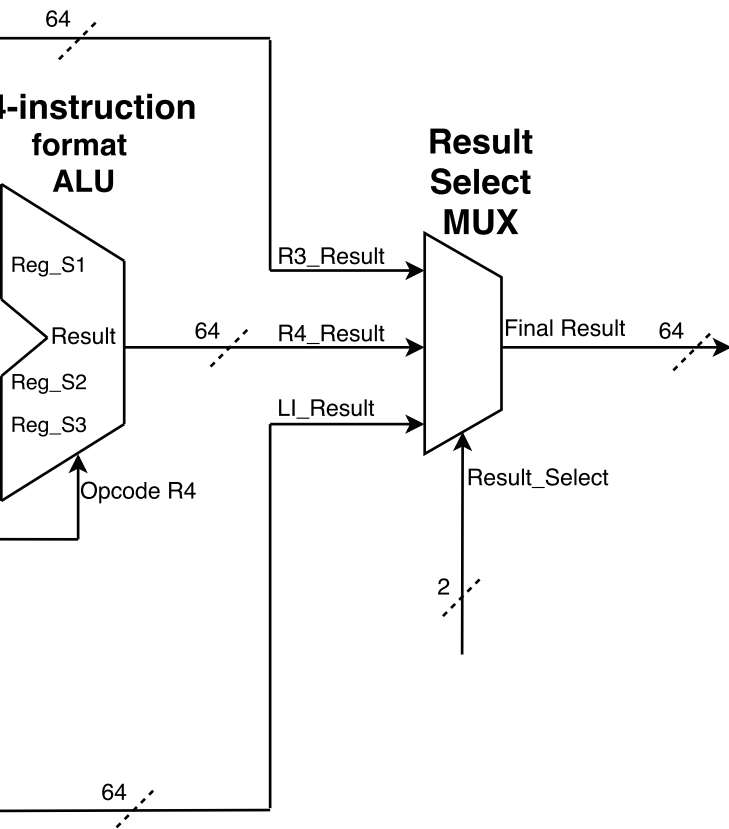 64
4-instruction
format
ALU
Result
Select
MUX
R3_Result
Reg_S1
Result
64
R4_Result
Final Result
64
Reg_S2
Reg_S3
LI_Result
Opcode R4
Result_Select
2
64